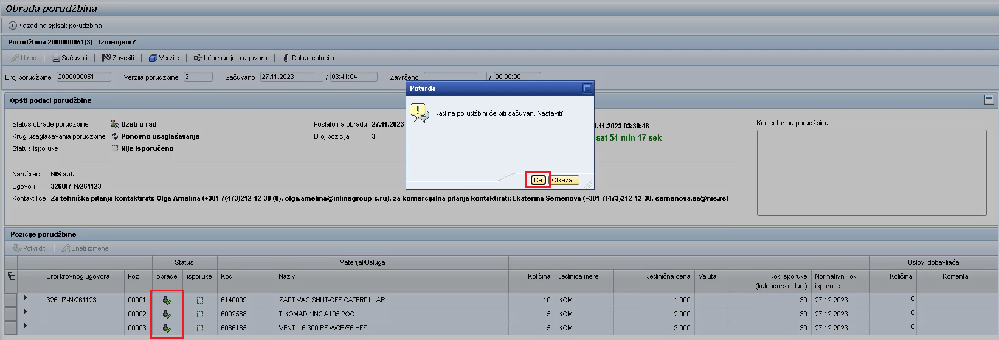 Obrada porudžbina
Nazad na spisak porudžbina
Porudžbina 2000000051(3) - Izmenjeno*
U rad Sačuvati Završiti Verzije Informacije o ugovoru Dokumentacija
Broj porudžbine 2000000051 Verzija porudžbine 3 Sačuvano 27.11.2023 / 03:41:04 Završeno / 00:00:00
Potvrda
Rad na porudžbini će biti sačuvan. Nastaviti?
Da Otkazati
Opšti podaci porudžbine
Status obrade porudžbine Uzeti u rad Poslato na obradu 27.11.2023 .11.2023 03:39:46 Komentar na porudžbinu
Krug usaglašavanja porudžbine Ponovno usaglašavanje Broj pozicija 3 sat 54 min 17 sek
Status isporuke Nije isporučeno
Naručilac NIS a.d.
Ugovori 326UI7-N/261123
Kontakt lice Za tehnička pitanja kontaktirati: Olga Amelina (+381 7(473)212-12-38 (0), olga.amelina@inlinegroup-c.ru), za komercijalna pitanja kontaktirati: Ekaterina Semenova (+381 7(473)212-12-38, semenova.ea@nis.rs)
Pozicije porudžbine
Potvrditi Uneti izmene
Status Materijal/Usluga Uslovi dobavljača
Broj krovnog ugovora Poz. obrade isporuke Kod Naziv Količina Jedinica mere Jedinična cena Valuta Rok isporuke Normativni rok Količina Komentar
(kalendarski dani) isporuke
326UI7-N/261123 00001 6140009 ZAPTIVAC SHUT-OFF CATERPILLAR 10 KOM 1.000 30 27.12.2023 0
00002 6002568 T KOMAD 1INC A105 POC 5 KOM 2.000 30 27.12.2023 0
00003 6066165 VENTIL 6 300 RF WCB/F6 HFS 5 KOM 3.000 30 27.12.2023 0